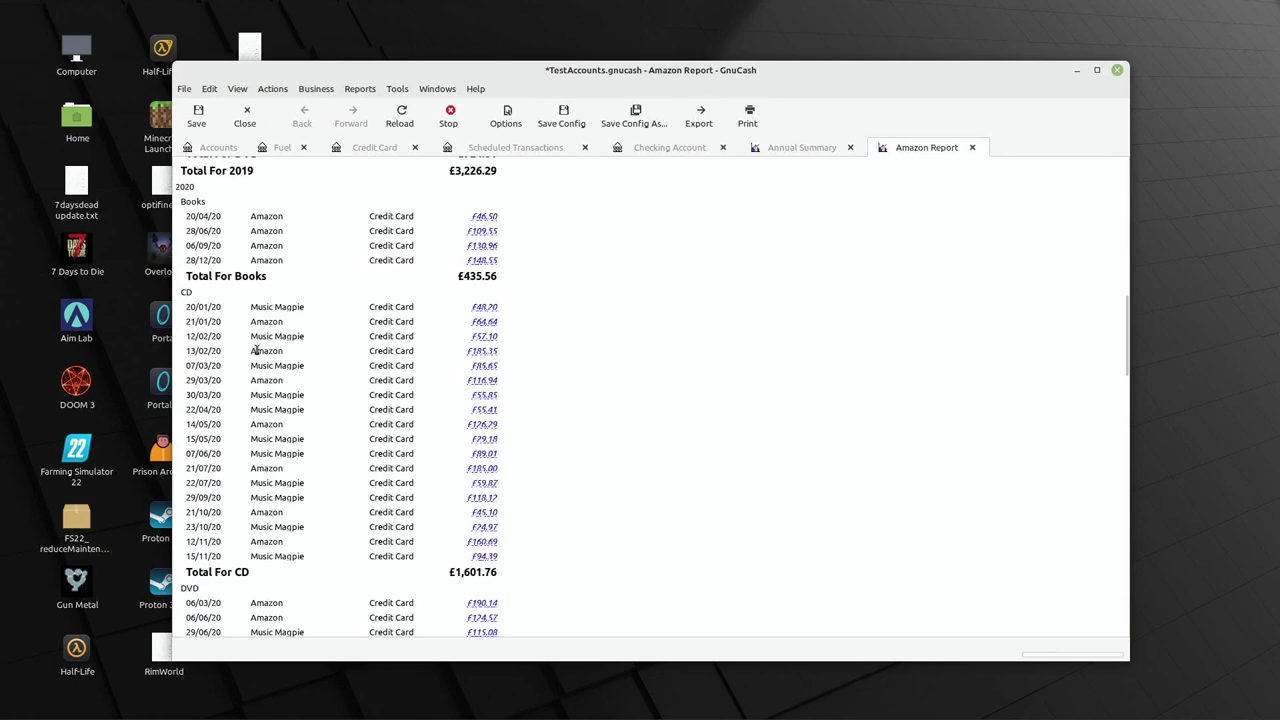 *TestAccounts.gnucash - Amazon Report - GnuCash
File Edit View Actions Business Reports Tools Windows Help
Save Close Back Forward Reload Stop Options Save Config Save Config As... Export Print
Accounts Fuel Credit Card Scheduled Transactions Checking Account Annual Summary Amazon Report
Total For 2019 £3,226.29
2020
Books
20/04/20 Amazon Credit Card £46.50
28/06/20 Amazon Credit Card £109.55
06/09/20 Amazon Credit Card £130.96
28/12/20 Amazon Credit Card £148.55
Total For Books £435.56
CD
20/01/20 Music Magpie Credit Card £48.20
21/01/20 Amazon Credit Card £64.64
12/02/20 Music Magpie Credit Card £57.10
13/02/20 Amazon Credit Card £185.35
07/03/20 Music Magpie Credit Card £85.65
29/03/20 Amazon Credit Card £116.94
30/03/20 Music Magpie Credit Card £55.85
22/04/20 Music Magpie Credit Card £55.41
14/05/20 Amazon Credit Card £126.29
15/05/20 Music Magpie Credit Card £29.18
07/06/20 Music Magpie Credit Card £89.01
21/07/20 Amazon Credit Card £185.00
22/07/20 Music Magpie Credit Card £59.87
29/09/20 Music Magpie Credit Card £118.12
21/10/20 Amazon Credit Card £45.10
23/10/20 Music Magpie Credit Card £24.97
12/11/20 Amazon Credit Card £160.69
15/11/20 Music Magpie Credit Card £94.39
Total For CD £1,601.76
DVD
06/03/20 Amazon Credit Card £190.14
06/06/20 Amazon Credit Card £124.57
29/06/20 Music Magpie Credit Card £115.08
Computer
Half-Lif
Home
Minecr
Launch
7daysdead
update.txt
optifine
7 Days to Die
Overlo
Aim Lab
Porta
DOOM 3
Portal
Farming Simulator
22
Prison Ar
FS22_
reduceMainten...
Proton
Gun Metal
Proton 3
Half-Life
RimWorld